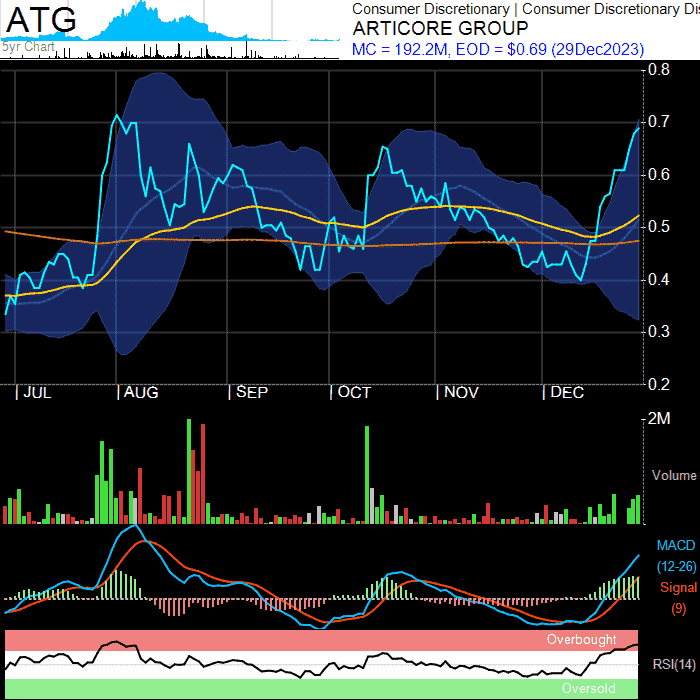 ATG
5yr Chart
Consumer Discretionary | Consumer Discretionary Dis
ARTICORE GROUP
MC = 192.2M, EOD = $0.69 (29Dec2023)
0.8
0.7
0.6
0.5
0.4
0.3
0.2
JUL AUG SEP OCT NOV DEC
2M
Volume
MACD
(12-26)
Signal
(9)
Overbought
RSI(14)
Oversold